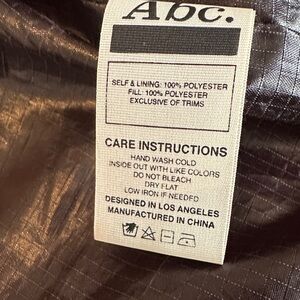 Abc.
SELF & LINING: 100% POLYESTER
FILL: 100% POLYESTER
EXCLUSIVE OF TRIMS
CARE INSTRUCTIONS
HAND WASH COLD
INSIDE OUT WITH LIKE COLORS
DO NOT BLEACH
DRY FLAT
LOW IRON IF NEEDED
DESIGNED IN LOS ANGELES
MANUFACTURED IN CHINA